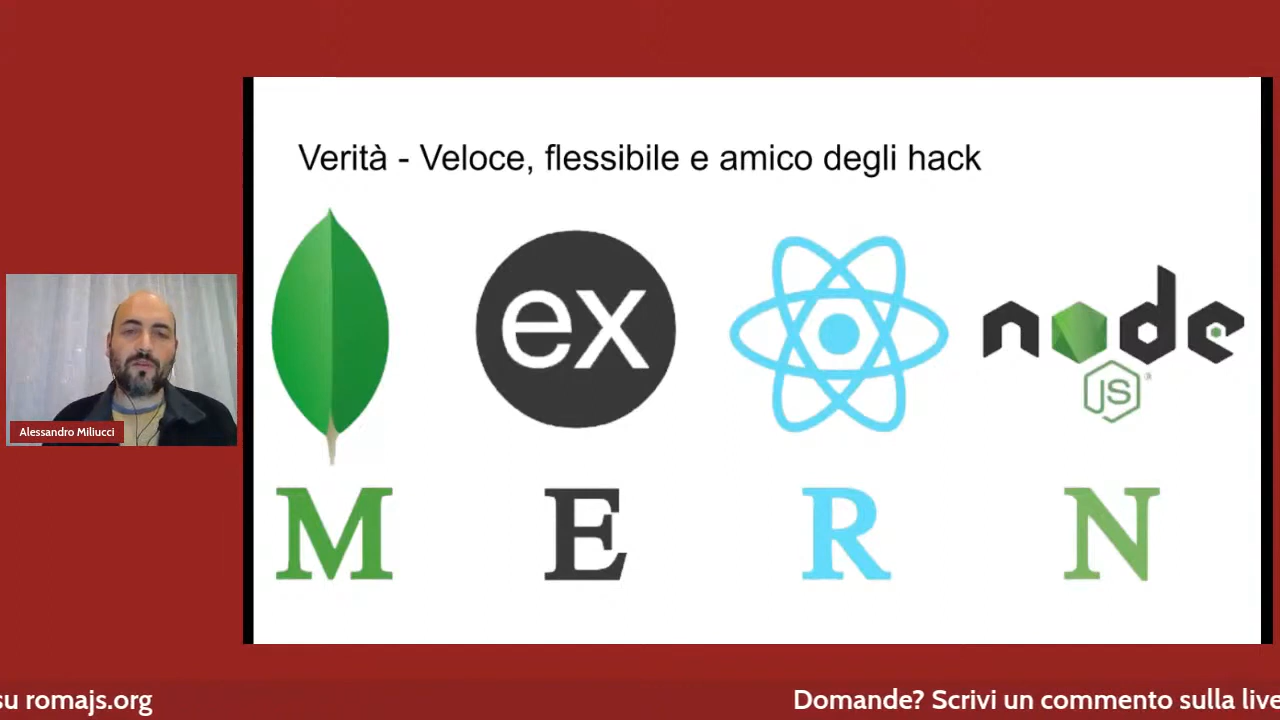 Verità - Veloce, flessibile e amico degli hack
ex
node
JS
®
M E R N
Alessandro Miliucci
su romajs.org
Domande? Scrivi un commento sulla live